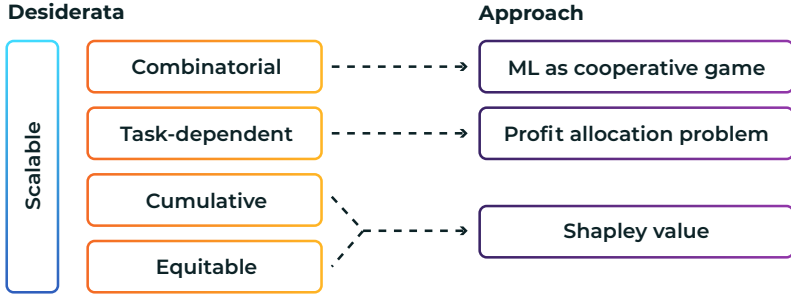 Desiderata
Approach
Scalable
Combinatorial
ML as cooperative game
Task-dependent
Profit allocation problem
Cumulative
Equitable
Shapley value